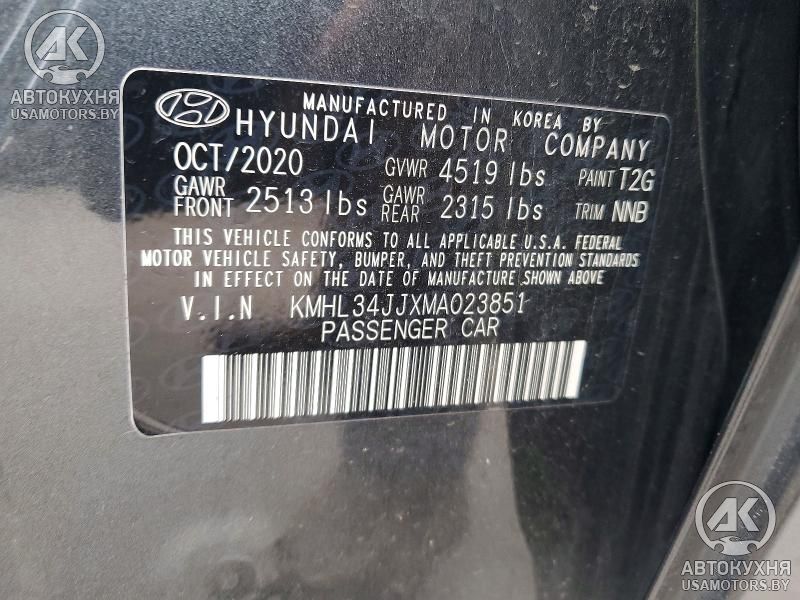 AK
АВТОКУХНЯ
USAMOTORS.BY
MANUFACTURED IN KOREA BY
HYUNDAI MOTOR COMPANY
OCT/2020 GVWR 4519 lbs PAINT T2G
GAWR FRONT 2513 lbs GAWR REAR 2315 lbs TRIM NNB
THIS VEHICLE CONFORMS TO ALL APPLICABLE U.S.A. FEDERAL
MOTOR VEHICLE SAFETY, BUMPER, AND THEFT PREVENTION STANDARDS
IN EFFECT ON THE DATE OF MANUFACTURE SHOWN ABOVE
V.I.N KMHL34JJXMA023851
PASSENGER CAR
AK
АВТОКУХНЯ
USAMOTORS.BY